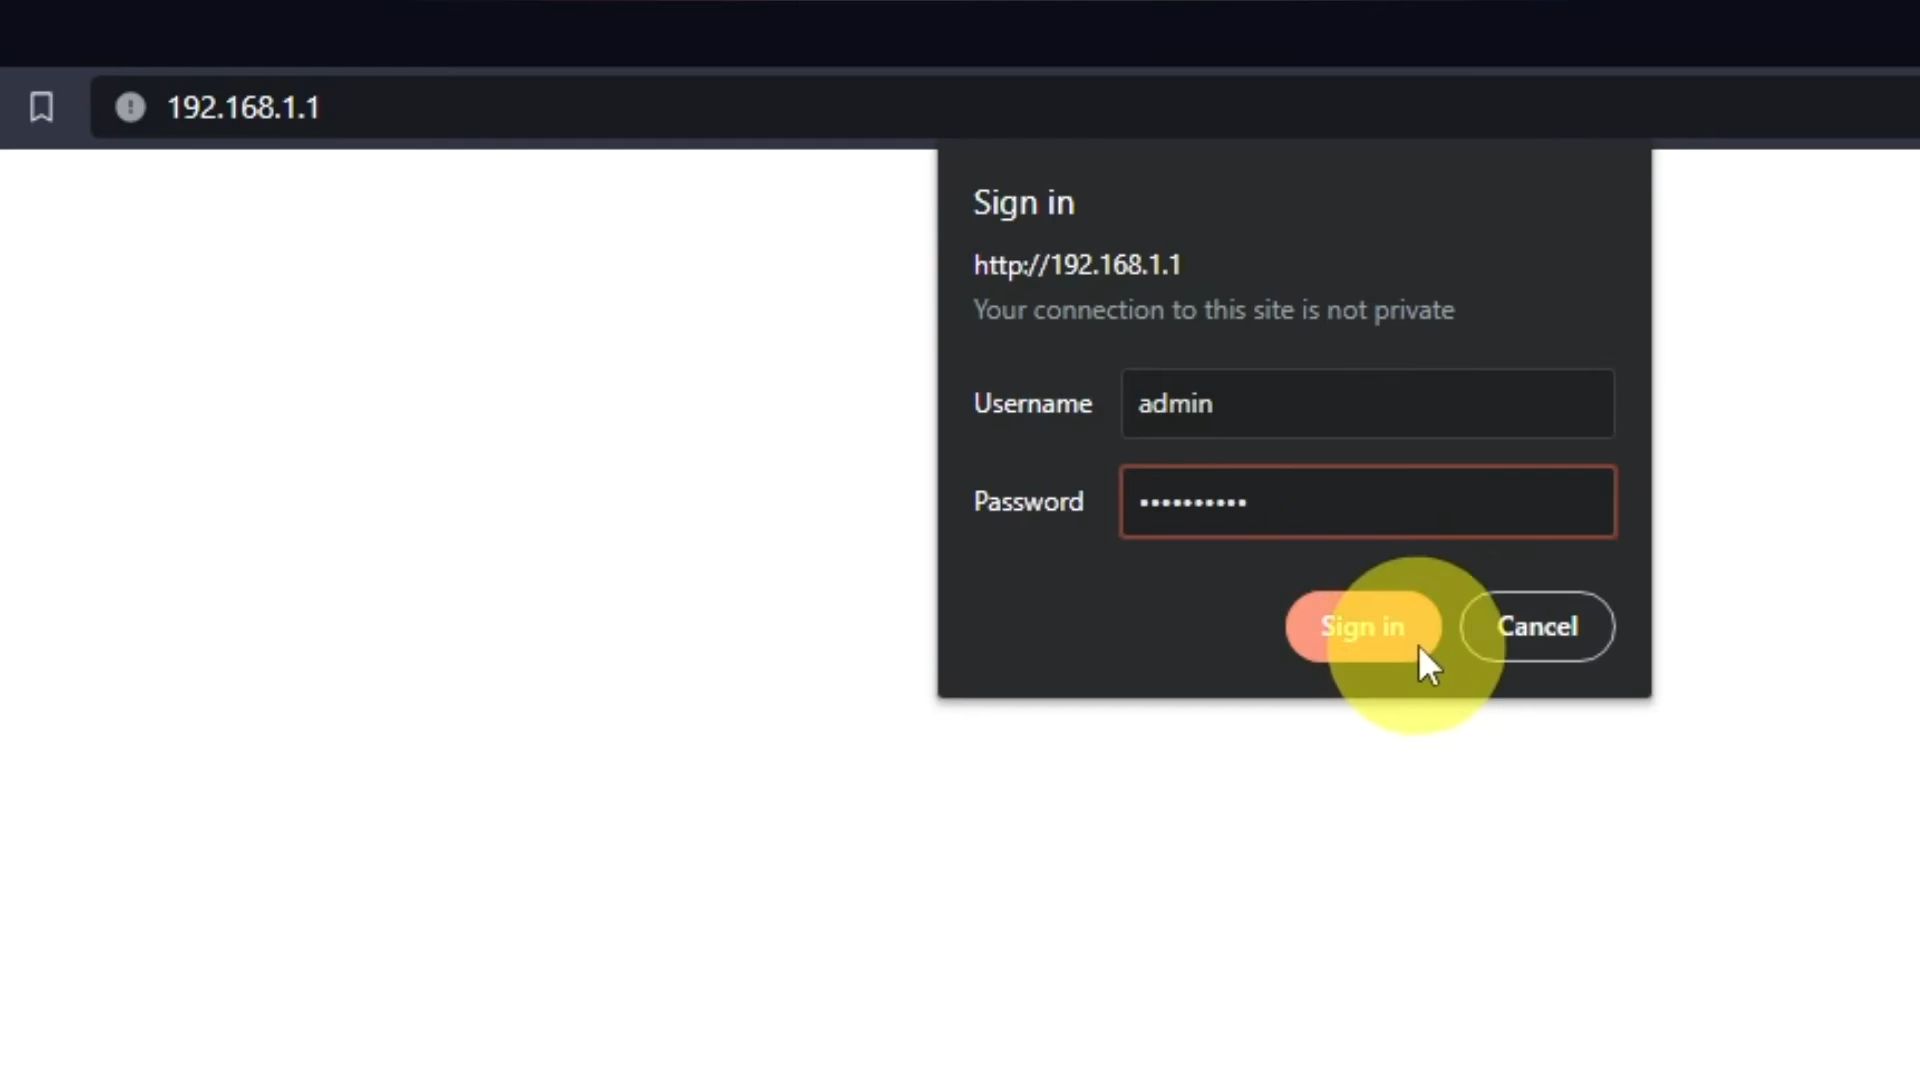 192.168.1.1
Sign in
http://192.168.1.1
Your connection to this site is not private
Username admin
Password ••••••••••
Sign in Cancel